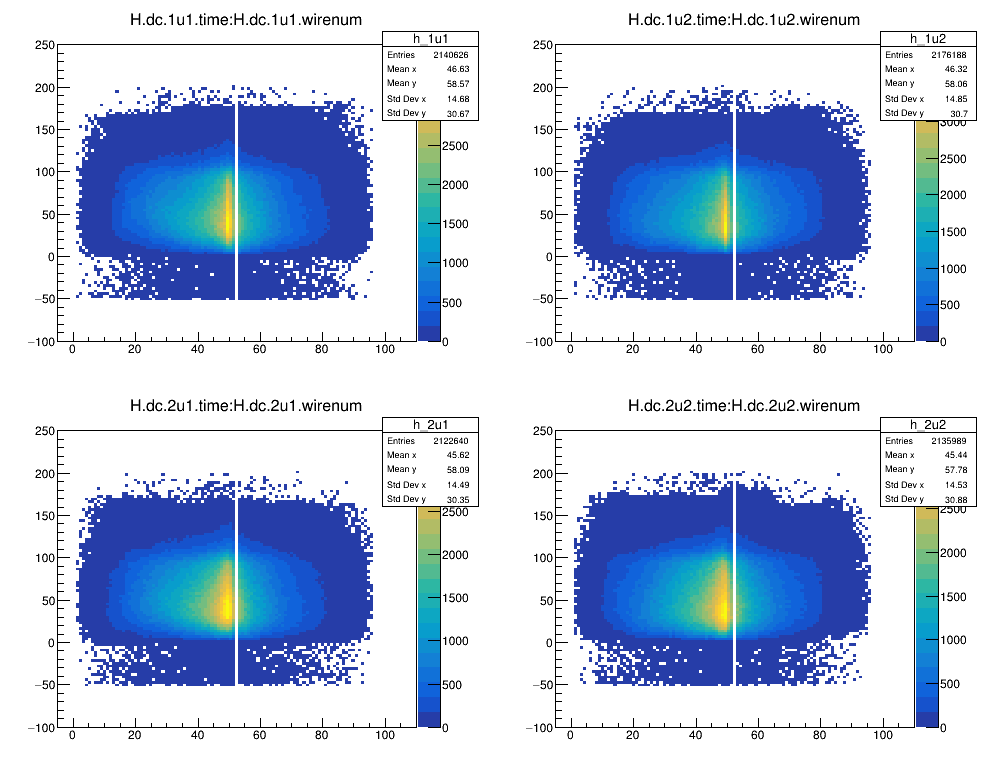 H.dc.1u1.time:H.dc.1u1.wirenum
h_1u1
Entries 2140626
Mean x 46.63
Mean y 58.57
Std Dev x 14.68
Std Dev y 30.67
250
200
150
100
50
0
−50
−100
0 20 40 60 80 100
2500
2000
1500
1000
500
0
H.dc.1u2.time:H.dc.1u2.wirenum
h_1u2
Entries 2176188
Mean x 46.32
Mean y 58.06
Std Dev x 14.85
Std Dev y 30.7
250
200
150
100
50
0
−50
−100
0 20 40 60 80 100
3000
2500
2000
1500
1000
500
0
H.dc.2u1.time:H.dc.2u1.wirenum
h_2u1
Entries 2122640
Mean x 45.62
Mean y 58.09
Std Dev x 14.49
Std Dev y 30.35
250
200
150
100
50
0
−50
−100
0 20 40 60 80 100
2500
2000
1500
1000
500
0
H.dc.2u2.time:H.dc.2u2.wirenum
h_2u2
Entries 2135989
Mean x 45.44
Mean y 57.78
Std Dev x 14.53
Std Dev y 30.88
250
200
150
100
50
0
−50
−100
0 20 40 60 80 100
2500
2000
1500
1000
500
0